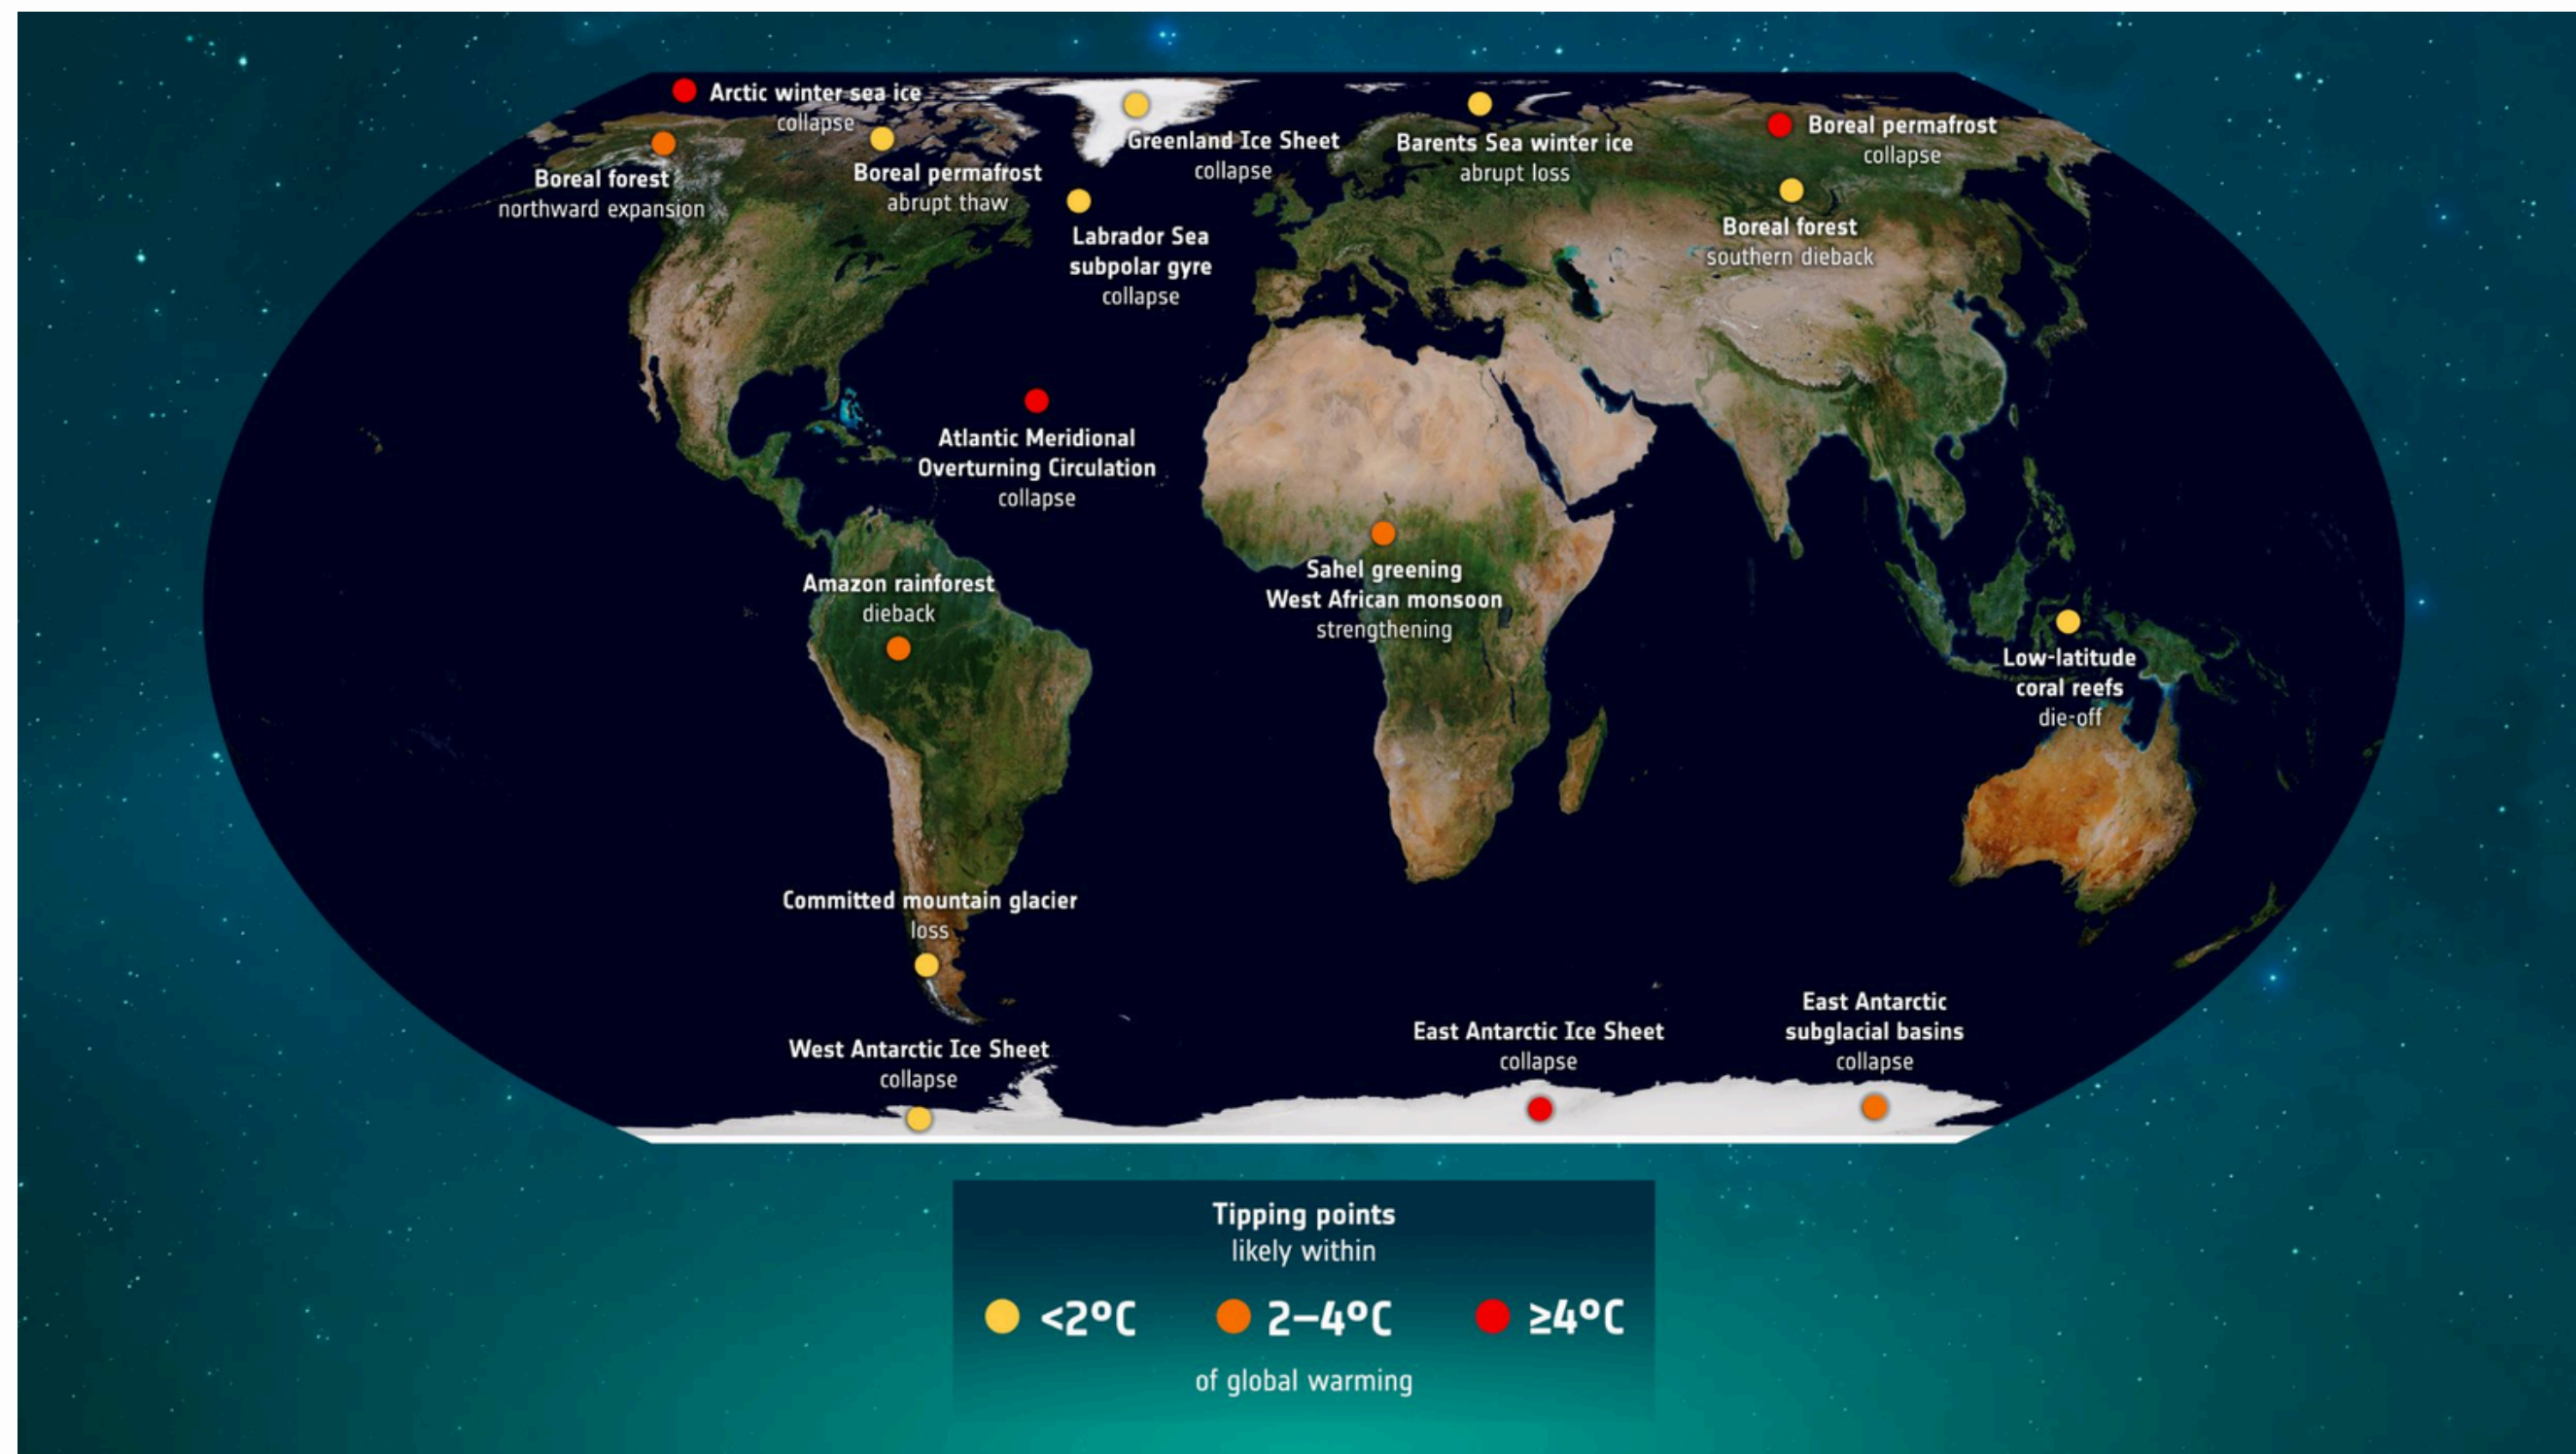 Arctic winter sea ice
collapse
Boreal forest
northward expansion
Boreal permafrost
abrupt thaw
Greenland Ice Sheet
collapse
Barents Sea winter ice
abrupt loss
Boreal permafrost
collapse
Boreal forest
southern dieback
Labrador Sea
subpolar gyre
collapse
Atlantic Meridional
Overturning Circulation
collapse
Amazon rainforest
dieback
Sahel greening
West African monsoon
strengthening
Low-latitude
coral reefs
die-off
Committed mountain glacier
loss
West Antarctic Ice Sheet
collapse
East Antarctic Ice Sheet
collapse
East Antarctic
subglacial basins
collapse
Tipping points
likely within
<2°C 2–4°C ≥4°C
of global warming